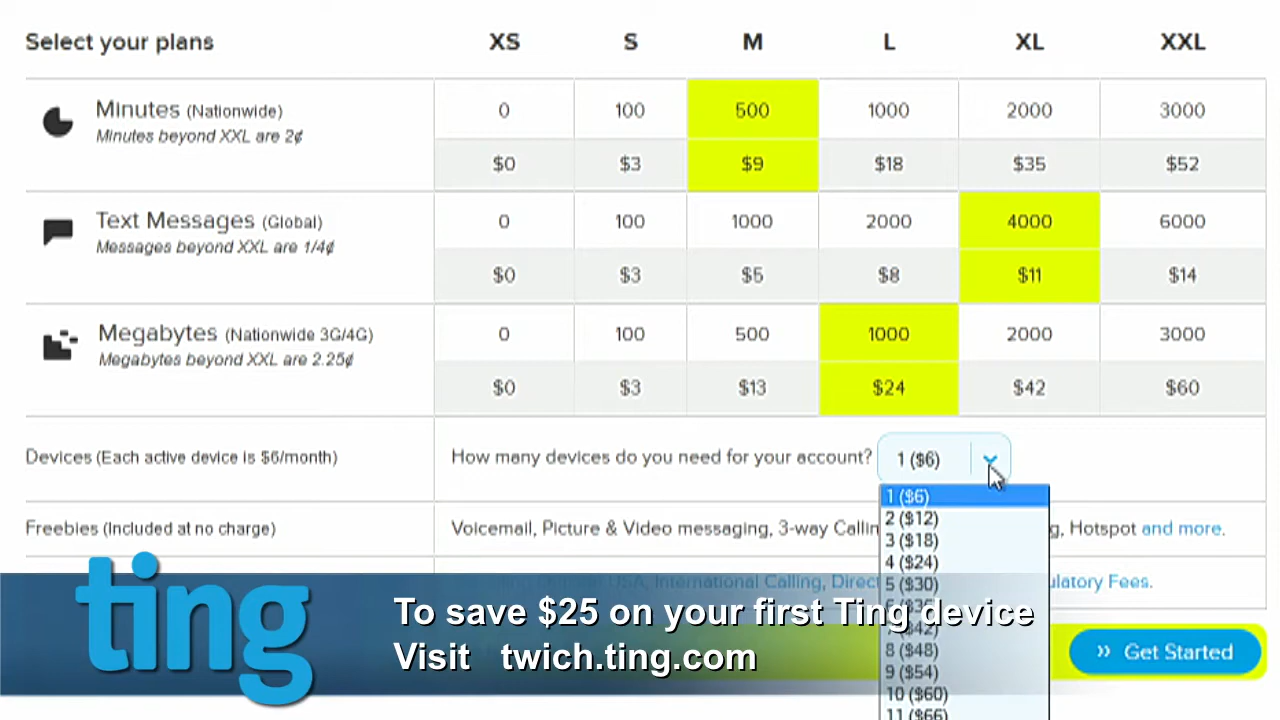 Select your plans XS S M L XL XXL
Minutes (Nationwide) 0 100 500 1000 2000 3000
Minutes beyond XXL are 2¢
$0 $3 $9 $18 $35 $52
Text Messages (Global) 0 100 1000 2000 4000 6000
Messages beyond XXL are 1/4¢
$0 $3 $5 $8 $11 $14
Megabytes (Nationwide 3G/4G) 0 100 500 1000 2000 3000
Megabytes beyond XXL are 2.25¢
$0 $3 $13 $24 $42 $60
Devices (Each active device is $6/month) How many devices do you need for your account? 1 ($6)
1 ($6)
2 ($12)
3 ($18)
4 ($24)
5 ($30)
7 ($42)
8 ($48)
9 ($54)
10 ($60)
11 ($66)
Freebies (Included at no charge) Voicemail, Picture & Video messaging, 3-way Callin g, Hotspot and more.
USA, International Calling, Direct ulatory Fees.
ting
To save $25 on your first Ting device
Visit twich.ting.com
» Get Started